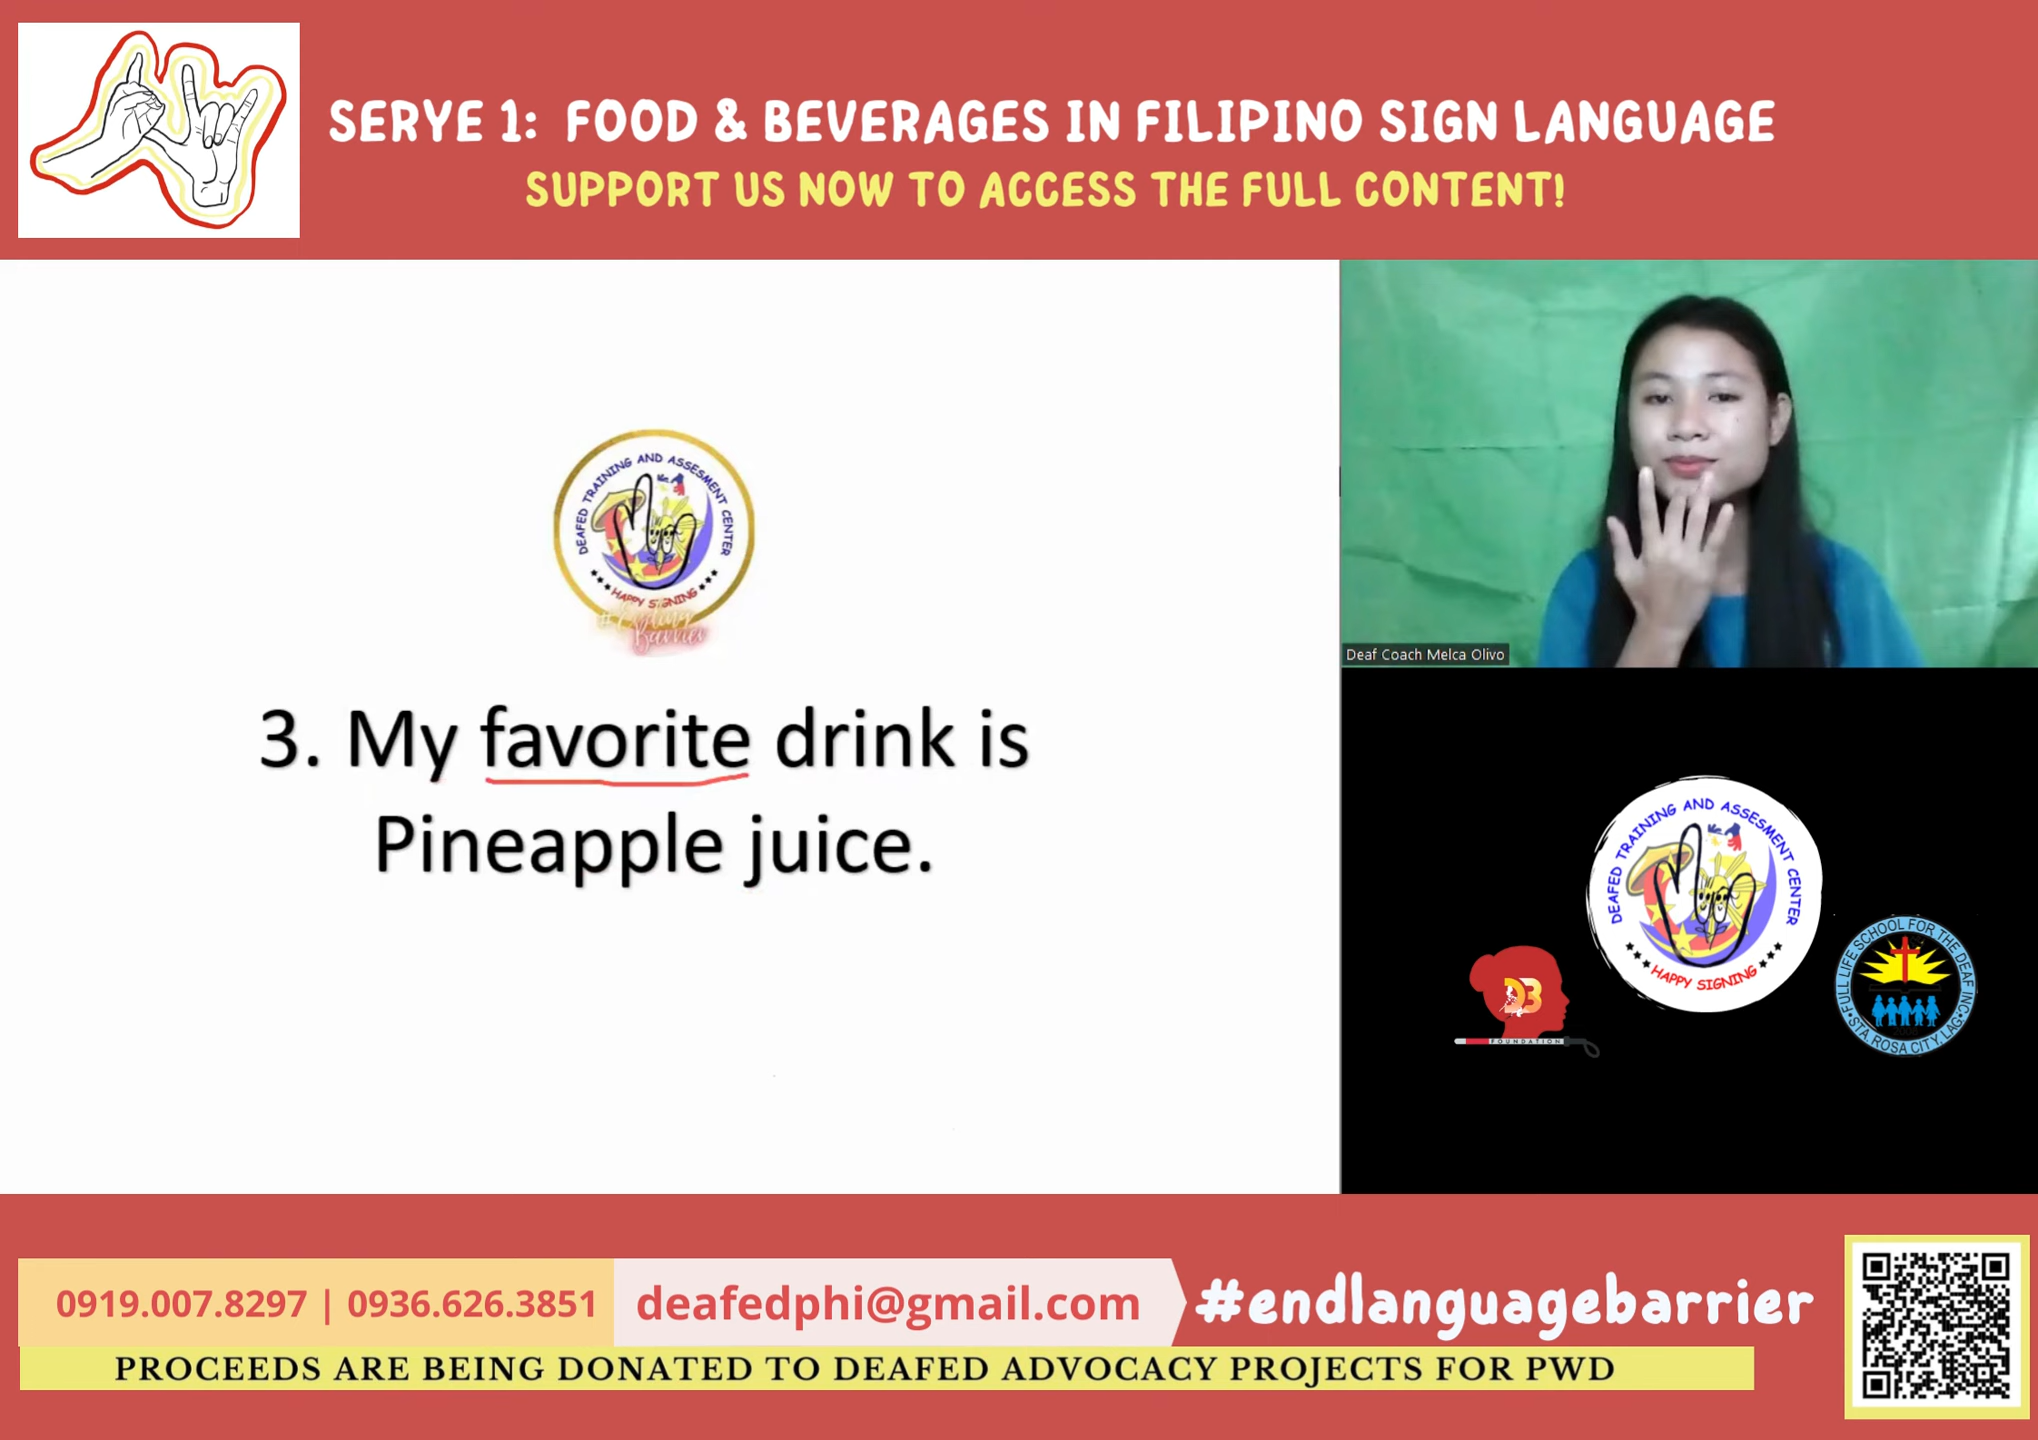 SERYE 1: FOOD & BEVERAGES IN FILIPINO SIGN LANGUAGE
SUPPORT US NOW TO ACCESS THE FULL CONTENT!
DEAFED TRAINING AND ASSESMENT CENTER
HAPPY SIGNING
Barrier
3. My favorite drink is
Pineapple juice.
Deaf Coach Melca Olivo
DEAFED TRAINING AND ASSESMENT CENTER
HAPPY SIGNING
DB
FOUNDATION
FULL LIFE SCHOOL FOR THE DEAF INC.
STA. ROSA CITY, LAG.
0919.007.8297 | 0936.626.3851
deafedphi@gmail.com
#endlanguagebarrier
PROCEEDS ARE BEING DONATED TO DEAFED ADVOCACY PROJECTS FOR PWD